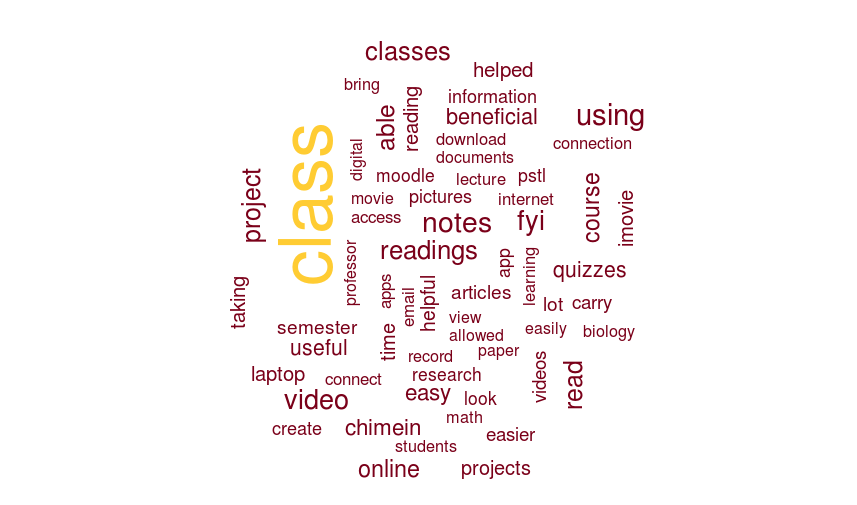 classes
helped
bring
information
able
reading
beneficial
using
download
connection
class
digital
documents
moodle
lecture
pstl
project
movie
pictures
internet
course
imovie
access
notes
fyi
readings
professor
app
learning
quizzes
taking
apps
email
helpful
articles
lot
carry
semester
view
allowed
easily
biology
useful
time
record
paper
laptop
connect
research
videos
read
video
easy
look
create
chimein
math
easier
students
online
projects